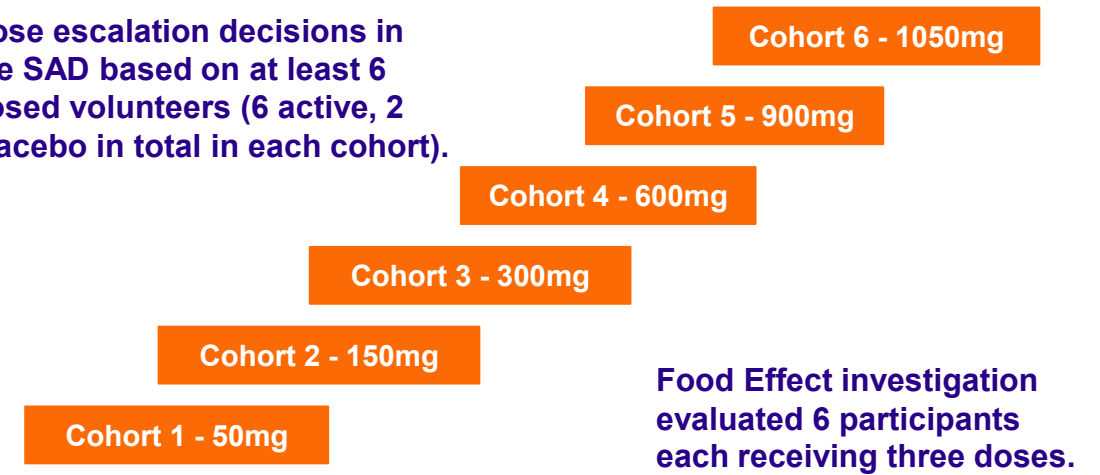 ose escalation decisions in
e SAD based on at least 6
osed volunteers (6 active, 2
acebo in total in each cohort).
Cohort 6 - 1050mg
Cohort 5 - 900mg
Cohort 4 - 600mg
Cohort 3 - 300mg
Cohort 2 - 150mg
Cohort 1 - 50mg
Food Effect investigation
evaluated 6 participants
each receiving three doses.